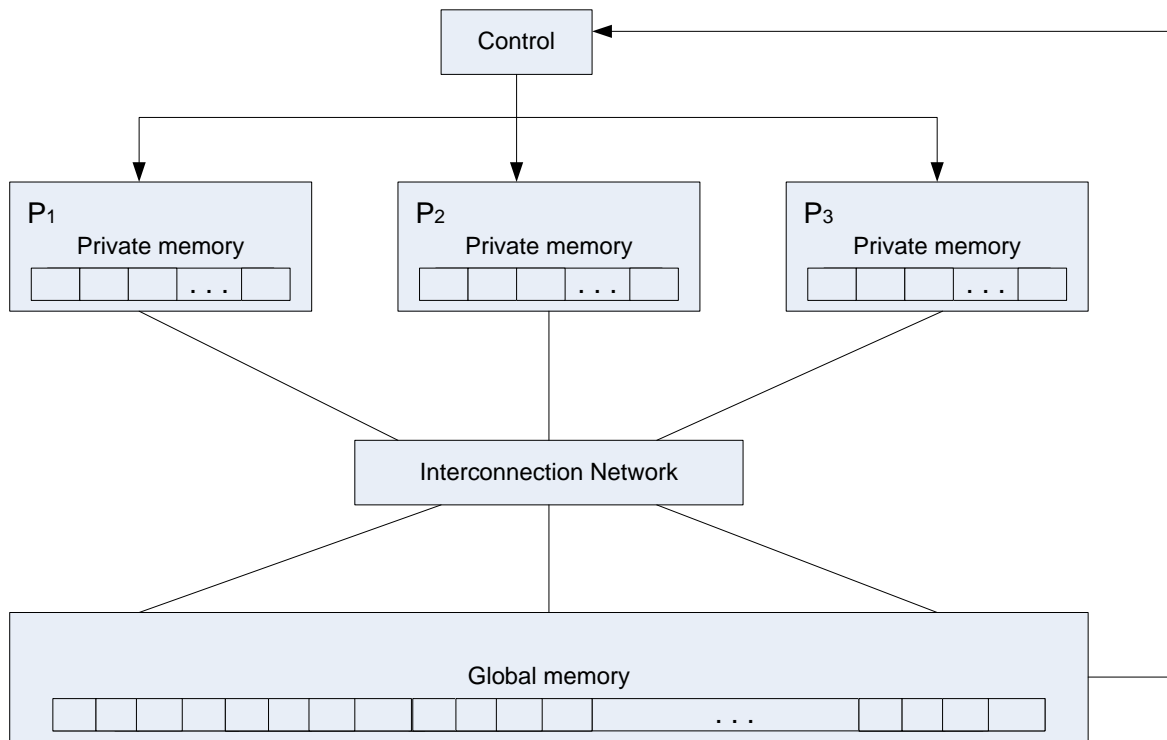 Control
P1
Private memory
. . .
P2
Private memory
. . .
P3
Private memory
. . .
Interconnection Network
Global memory
. . .